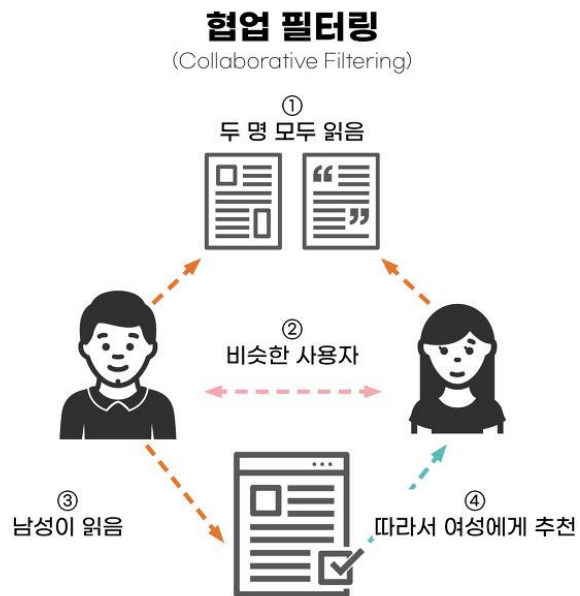 협업 필터링
(Collaborative Filtering)
①
두 명 모두 읽음
“
”
②
비슷한 사용자
③
남성이 읽음
④
따라서 여성에게 추천